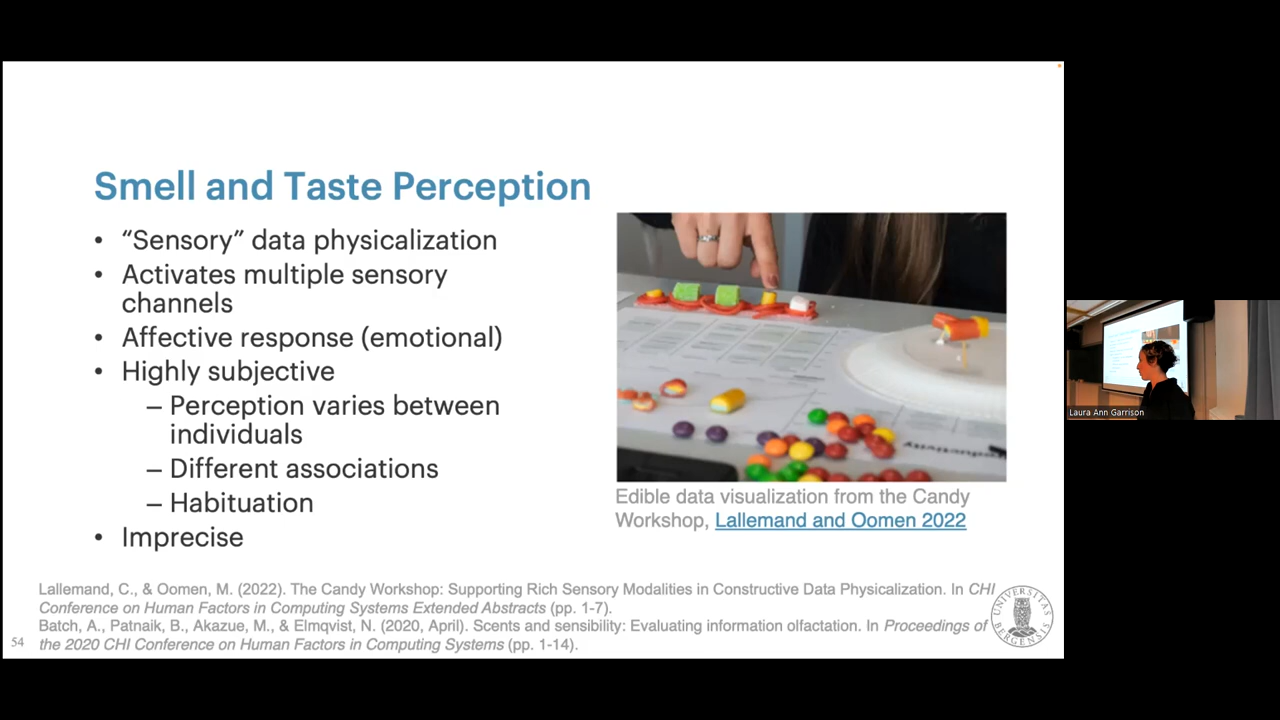 Smell and Taste Perception
• “Sensory” data physicalization
• Activates multiple sensory
channels
• Affective response (emotional)
• Highly subjective
– Perception varies between
individuals
– Different associations
– Habituation
• Imprecise
Edible data visualization from the Candy
Workshop, Lallemand and Oomen 2022
Lallemand, C., & Oomen, M. (2022). The Candy Workshop: Supporting Rich Sensory Modalities in Constructive Data Physicalization. In CHI
Conference on Human Factors in Computing Systems Extended Abstracts (pp. 1-7).
Batch, A., Patnaik, B., Akazue, M., & Elmqvist, N. (2020, April). Scents and sensibility: Evaluating information olfaction. In Proceedings of
the 2020 CHI Conference on Human Factors in Computing Systems (pp. 1-14).
54
UNIVERSITAS
BERGENSIS
Laura Ann Garrison